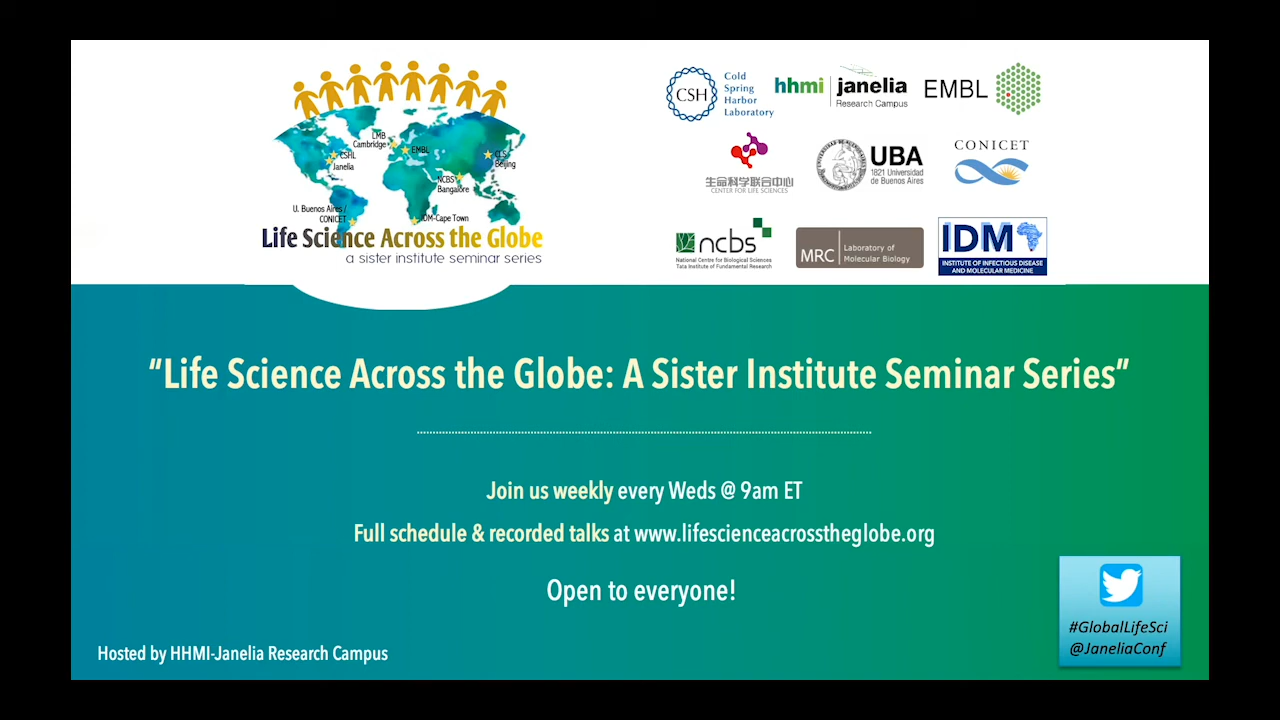 LMB
Cambridge
EMBL
CSHL
Janelia
CLS
Beijing
NCBS
Bangalore
U. Buenos Aires /
CONICET
IDM-Cape Town
Life Science Across the Globe
a sister institute seminar series
CSH
Cold
Spring
Harbor
Laboratory
hhmi
janelia
Research Campus
EMBL
生命科学联合中心
CENTER FOR LIFE SCIENCES
UBA
1821 Universidad
de Buenos Aires
CONICET
ncbs
National Centre for Biological Sciences
Tata Institute of Fundamental Research
MRC
Laboratory of
Molecular Biology
IDM
INSTITUTE OF INFECTIOUS DISEASE
AND MOLECULAR MEDICINE
“Life Science Across the Globe: A Sister Institute Seminar Series”
Join us weekly every Weds @ 9am ET
Full schedule & recorded talks at www.lifescienceacrosstheglobe.org
Open to everyone!
#GlobalLifeSci
@JaneliaConf
Hosted by HHMI-Janelia Research Campus